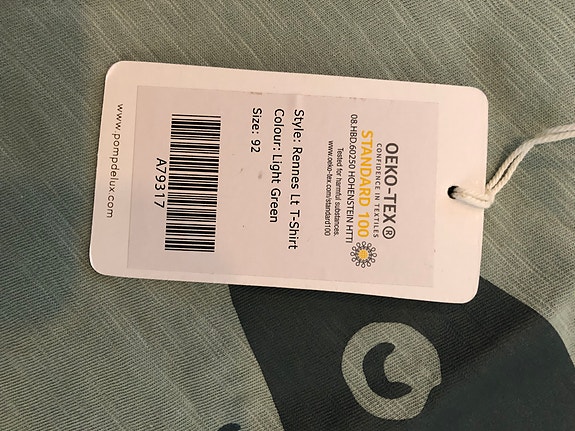 OEKO-TEX®
CONFIDENCE IN TEXTILES
STANDARD 100
08.HBD.60250 HOHENSTEIN HTTI
Tested for harmful substances.
www.oeko-tex.com/standard100
Style: Rennes Lt T-Shirt
Colour: Light Green
Size: 92
A79317
www.pompdelux.com